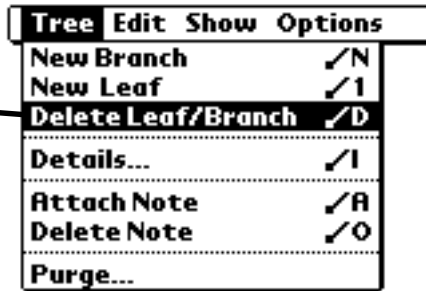 Tree Edit Show Options
New Branch /N
New Leaf /1
Delete Leaf/Branch /D
Details... /I
Attach Note /A
Delete Note /O
Purge...